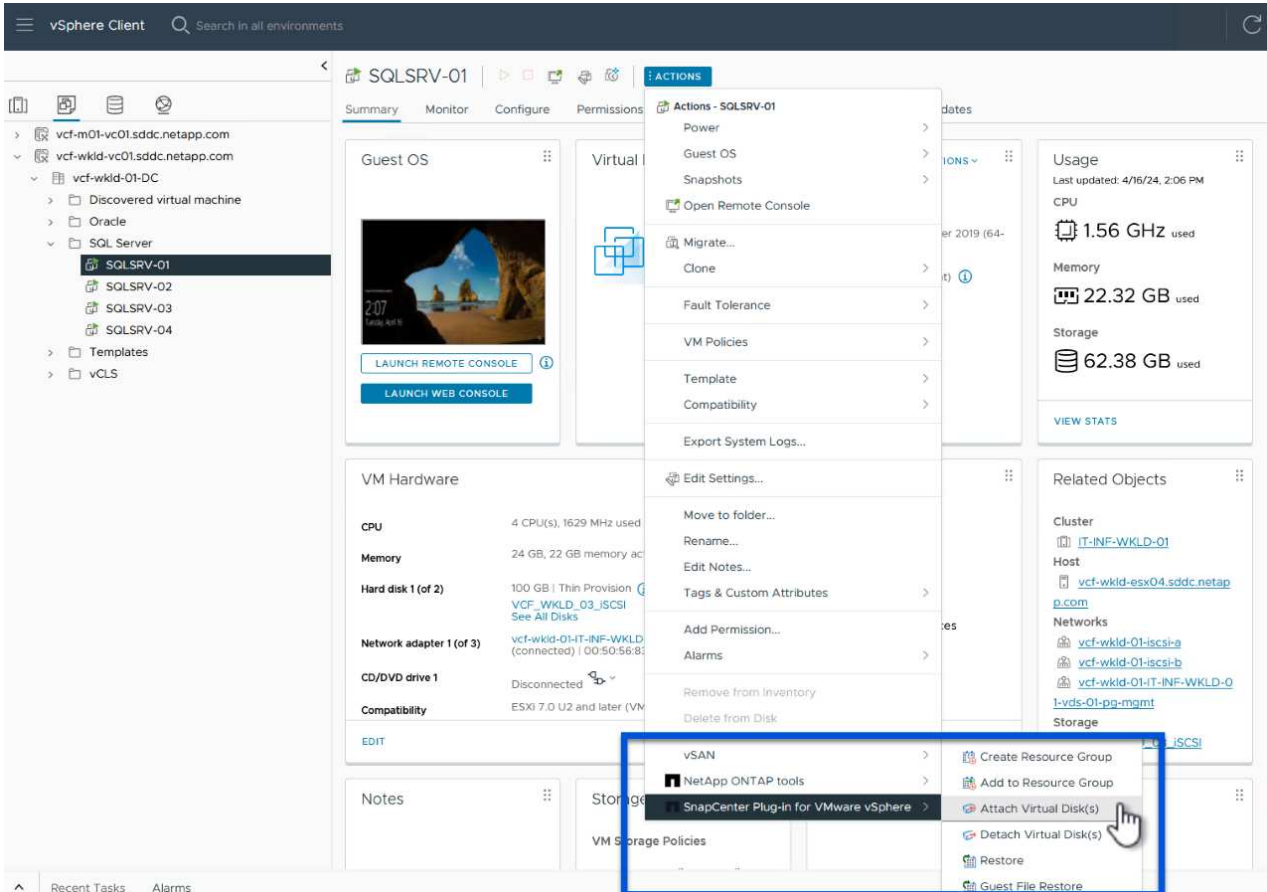 vSphere Client
Search in all environments
vcf-m01-vc01.sddc.netapp.com
vcf-wkld-vc01.sddc.netapp.com
vcf-wkld-01-DC
Discovered virtual machine
Oracle
SQL Server
SQLSRV-01
SQLSRV-02
SQLSRV-03
SQLSRV-04
Templates
vCLS
SQLSRV-01
ACTIONS
Summary Monitor Configure Permissions
dates
Guest OS
2:07
Tuesday, April 16
LAUNCH REMOTE CONSOLE
LAUNCH WEB CONSOLE
Virtual
IONS
er 2019 (64-
t)
Actions - SQLSRV-01
Power
Guest OS
Snapshots
Open Remote Console
Migrate...
Clone
Fault Tolerance
VM Policies
Template
Compatibility
Export System Logs...
Edit Settings...
Move to folder...
Rename...
Edit Notes...
Tags & Custom Attributes
Add Permission...
Alarms
Remove from Inventory
Delete from Disk
vSAN
NetApp ONTAP tools
SnapCenter Plug-in for VMware vSphere
Create Resource Group
Add to Resource Group
Attach Virtual Disk(s)
Detach Virtual Disk(s)
Restore
Guest File Restore
Usage
Last updated: 4/16/24, 2:06 PM
CPU
1.56 GHz used
Memory
22.32 GB used
Storage
62.38 GB used
VIEW STATS
VM Hardware
CPU 4 CPU(s), 1629 MHz used
Memory 24 GB, 22 GB memory ac
Hard disk 1 (of 2) 100 GB | Thin Provision
VCF_WKLD_03_iSCSI
See All Disks
Network adapter 1 (of 3) vcf-wkld-01-IT-INF-WKLD
(connected) | 00:50:56:83
CD/DVD drive 1 Disconnected
Compatibility ESXi 7.0 U2 and later (VM
EDIT
es
Related Objects
Cluster
IT-INF-WKLD-01
Host
vcf-wkld-esx04.sddc.netap
p.com
Networks
vcf-wkld-01-iscsi-a
vcf-wkld-01-iscsi-b
vcf-wkld-01-IT-INF-WKLD-0
1-vds-01-pg-mgmt
Storage
_03_iSCSI
Notes
Storage
VM Storage Policies
Recent Tasks Alarms